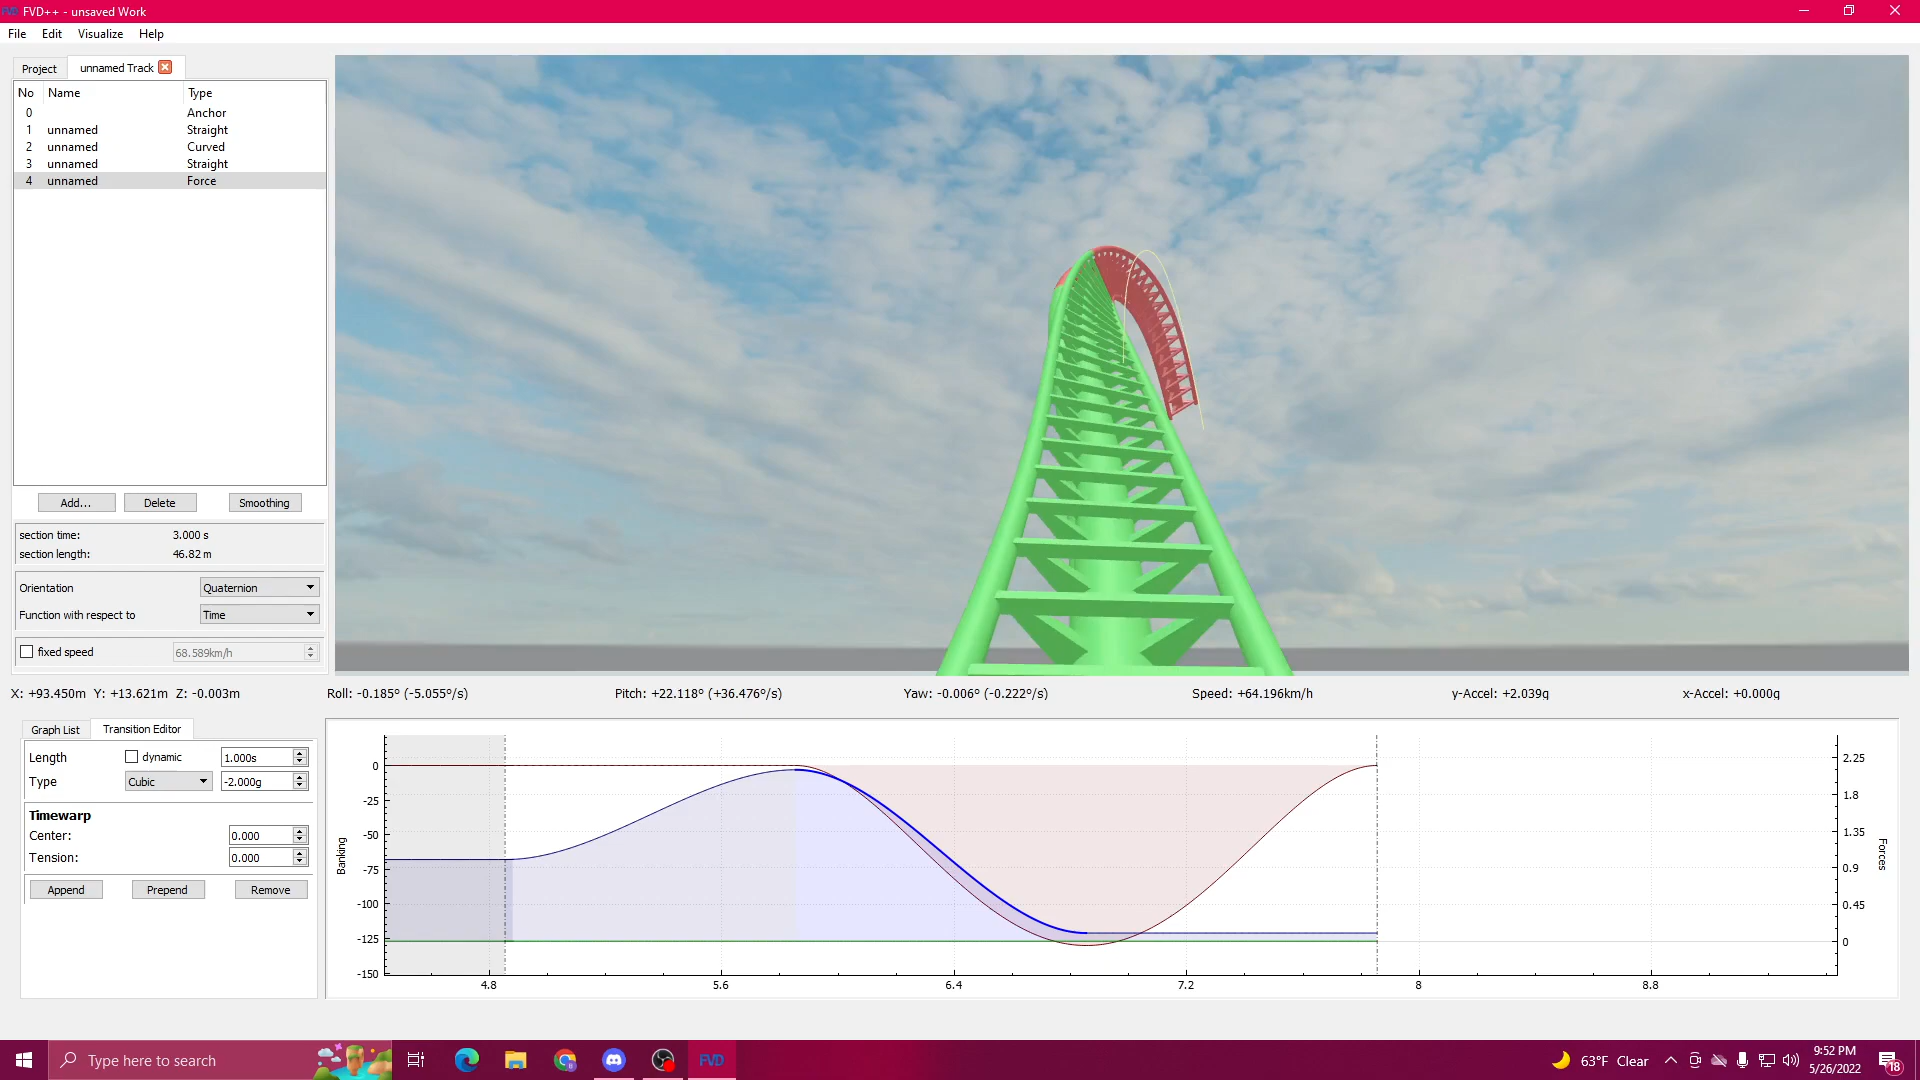 FVD++ - unsaved Work
File Edit Visualize Help
Project unnamed Track
No Name Type
0 Anchor
1 unnamed Straight
2 unnamed Curved
3 unnamed Straight
4 unnamed Force
Add... Delete Smoothing
section time: 3.000 s
section length: 46.82 m
Orientation Quaternion
Function with respect to Time
fixed speed 68.589km/h
X: +93.450m Y: +13.621m Z: -0.003m Roll: -0.185° (-5.055°/s) Pitch: +22.118° (+36.476°/s) Yaw: -0.006° (-0.222°/s) Speed: +64.196km/h y-Accel: +2.039g x-Accel: +0.000g
Graph List Transition Editor
Length dynamic 1.000s
Type Cubic -2.000g
Timewarp
Center: 0.000
Tension: 0.000
Append Prepend Remove
Banking
0
-25
-50
-75
-100
-125
-150
4.8 5.6 6.4 7.2 8 8.8
2.25
1.8
1.35
0.9
0.45
0
Forces
Type here to search
FVD
63°F Clear
9:52 PM
5/26/2022
18